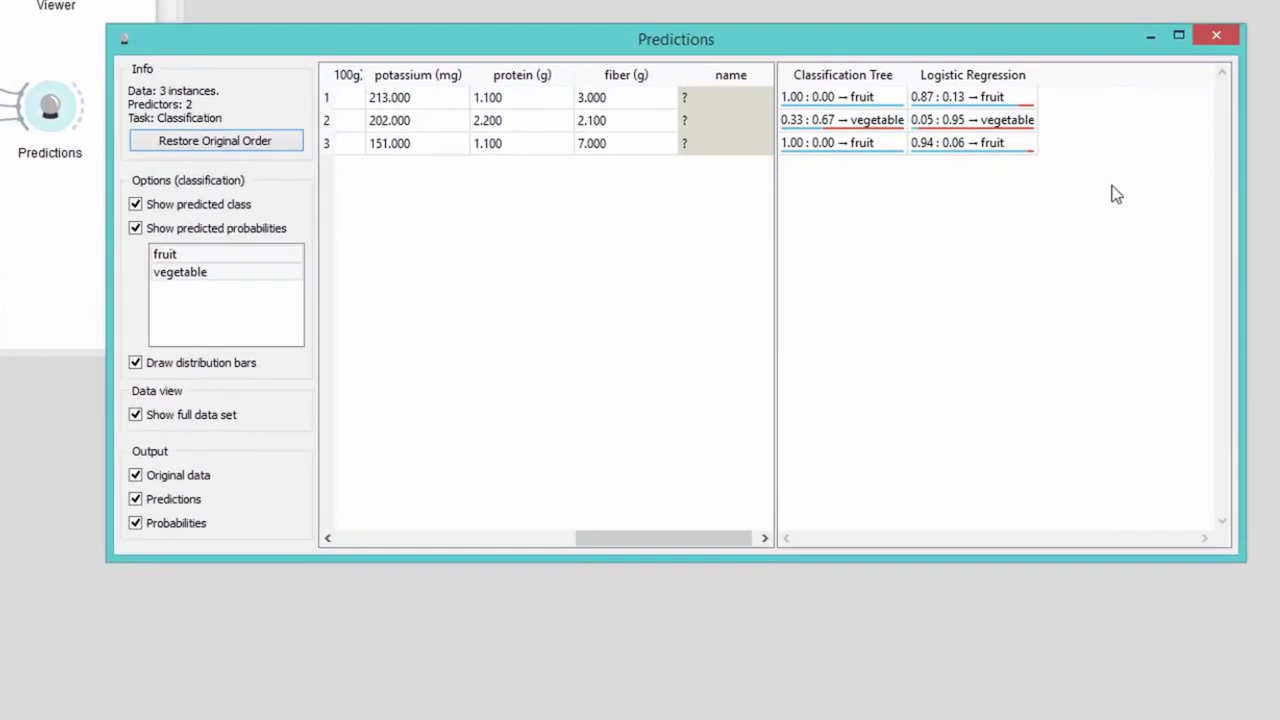 Viewer
Predictions
Predictions
Info
Data: 3 instances.
Predictors: 2
Task: Classification
Restore Original Order
Options (classification)
Show predicted class
Show predicted probabilities
fruit
vegetable
Draw distribution bars
Data view
Show full data set
Output
Original data
Predictions
Probabilities
100g) potassium (mg) protein (g) fiber (g) name
1 213.000 1.100 3.000 ?
2 202.000 2.200 2.100 ?
3 151.000 1.100 7.000 ?
Classification Tree Logistic Regression
1.00 : 0.00 → fruit 0.87 : 0.13 → fruit
0.33 : 0.67 → vegetable 0.05 : 0.95 → vegetable
1.00 : 0.00 → fruit 0.94 : 0.06 → fruit